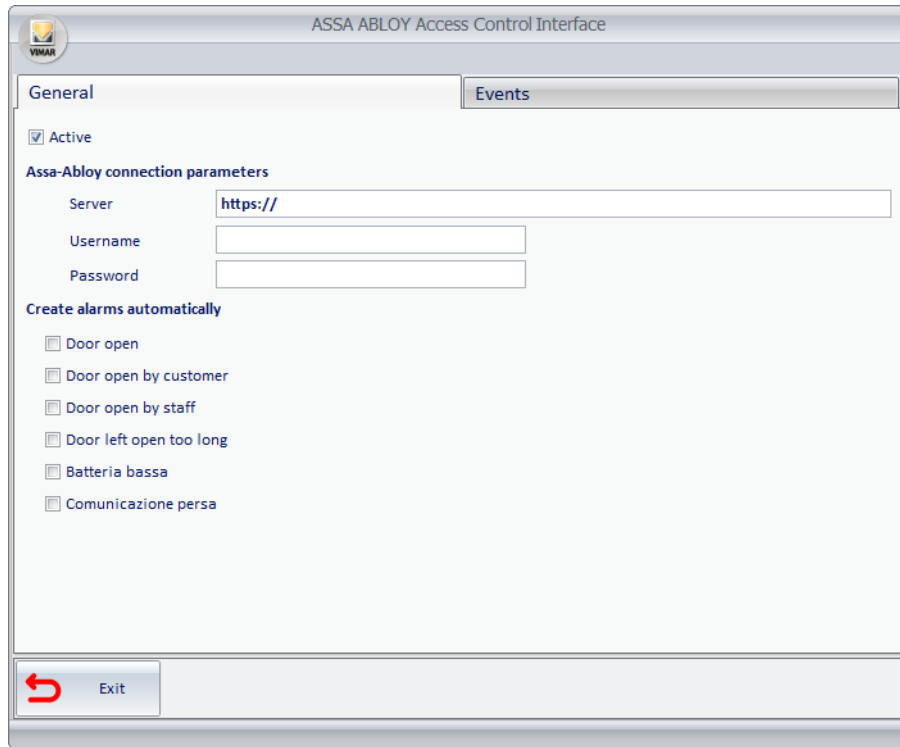 ASSA ABLOY Access Control Interface
VIMAR
General
Events
Active
Assa-Abloy connection parameters
Server https://
Username
Password
Create alarms automatically
Door open
Door open by customer
Door open by staff
Door left open too long
Batteria bassa
Comunicazione persa
Exit